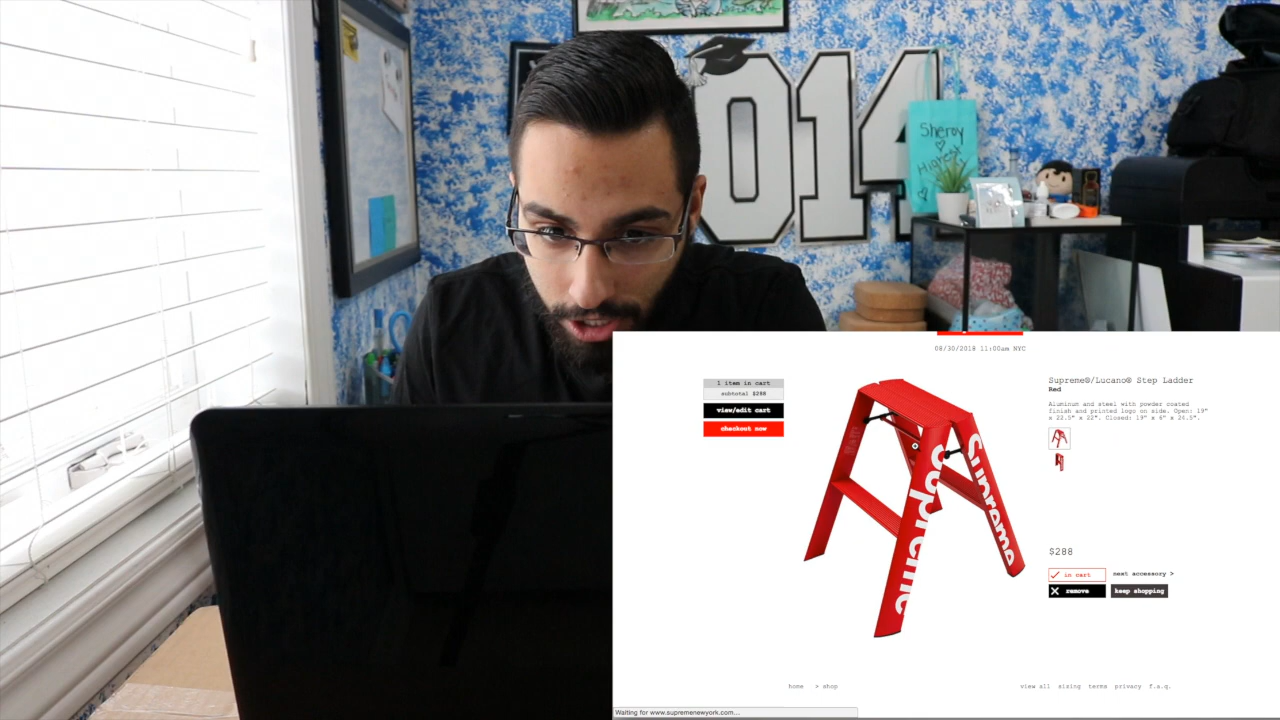 2014
Sheroy
Highest
08/30/2018 11:00am NYC
1 item in cart
subtotal $288
view/edit cart
checkout now
Supreme®/Lucano® Step Ladder
Red
Aluminum and steel with powder coated
finish and printed logo on side. Open: 19"
x 22.5" x 22". Closed: 19" x 6" x 24.5".
Supreme
Supreme
$288
in cart
next accessory >
remove
keep shopping
home > shop
view all sizing terms privacy f.a.q.
Waiting for www.supremenewyork.com...